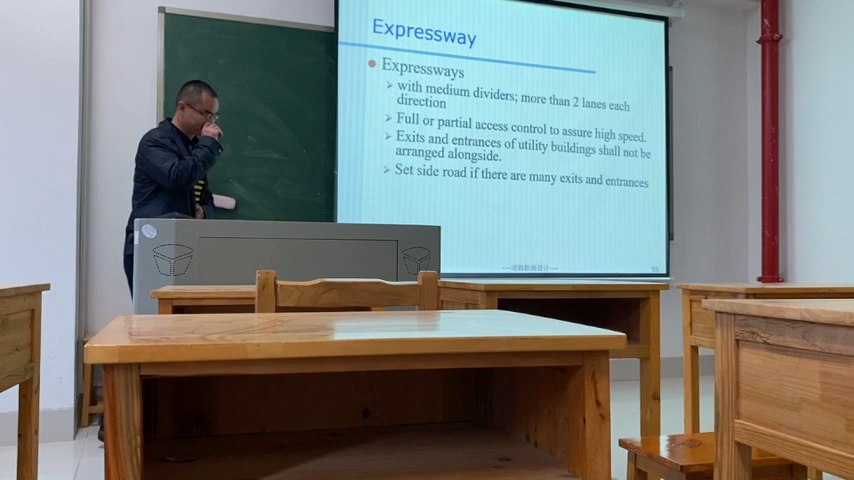 Expressway
Expressways
with medium dividers; more than 2 lanes each
direction
Full or partial access control to assure high speed.
Exits and entrances of utility buildings shall not be
arranged alongside.
Set side road if there are many exits and entrances